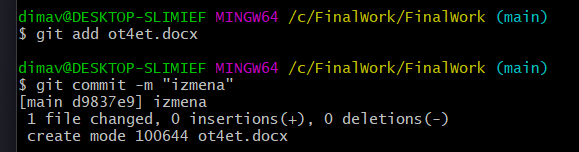 dimav@DESKTOP-SLIMIEF MINGW64 /c/FinalWork/FinalWork (main)
$ git add ot4et.docx
dimav@DESKTOP-SLIMIEF MINGW64 /c/FinalWork/FinalWork (main)
$ git commit -m "izmena"
[main d9837e9] izmena
 1 file changed, 0 insertions(+), 0 deletions(-)
 create mode 100644 ot4et.docx